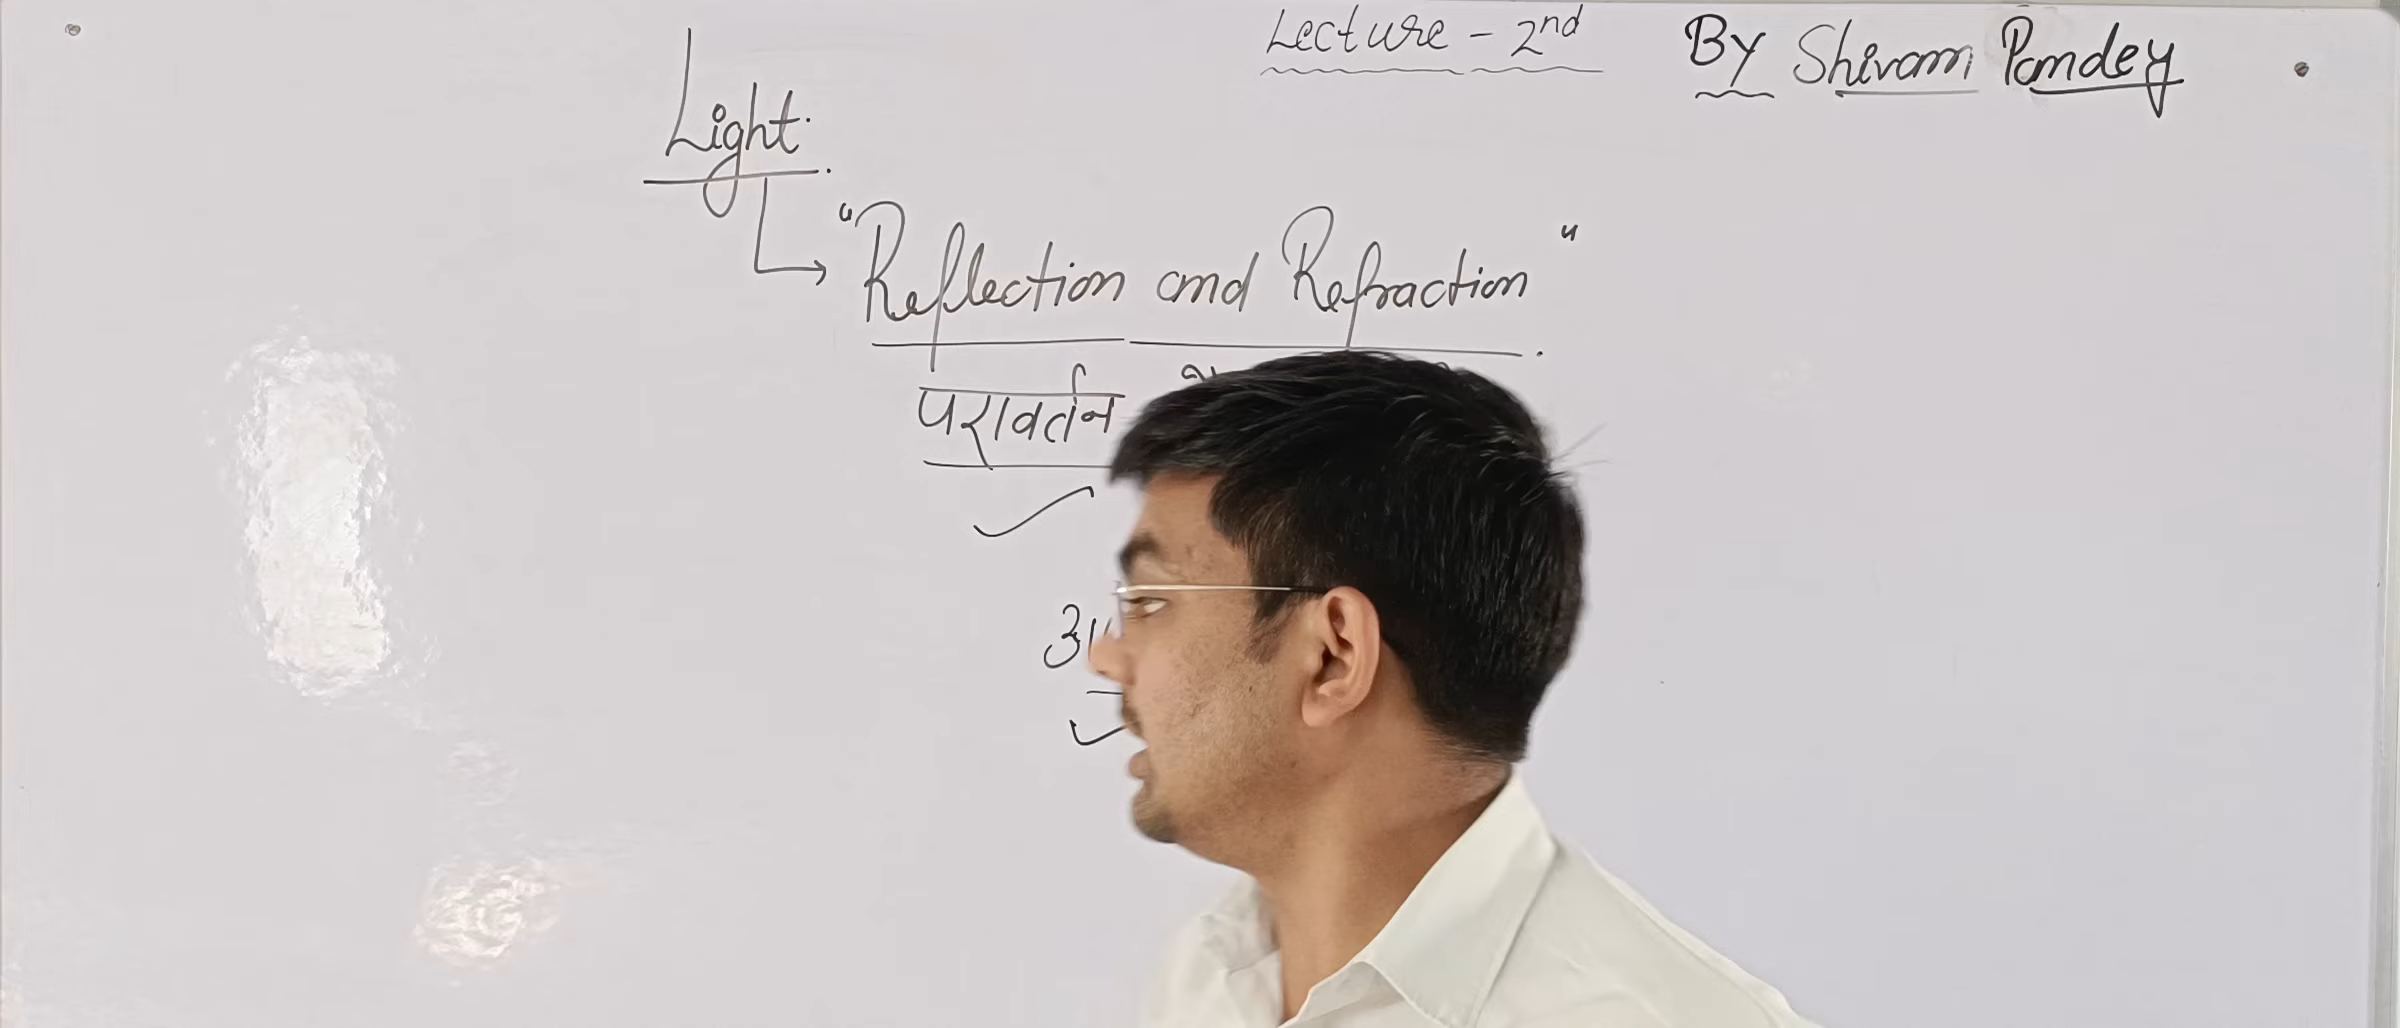 Lecture - 2nd By Shivam Pandey
Light
"Reflection and Refraction"
परावर्तन